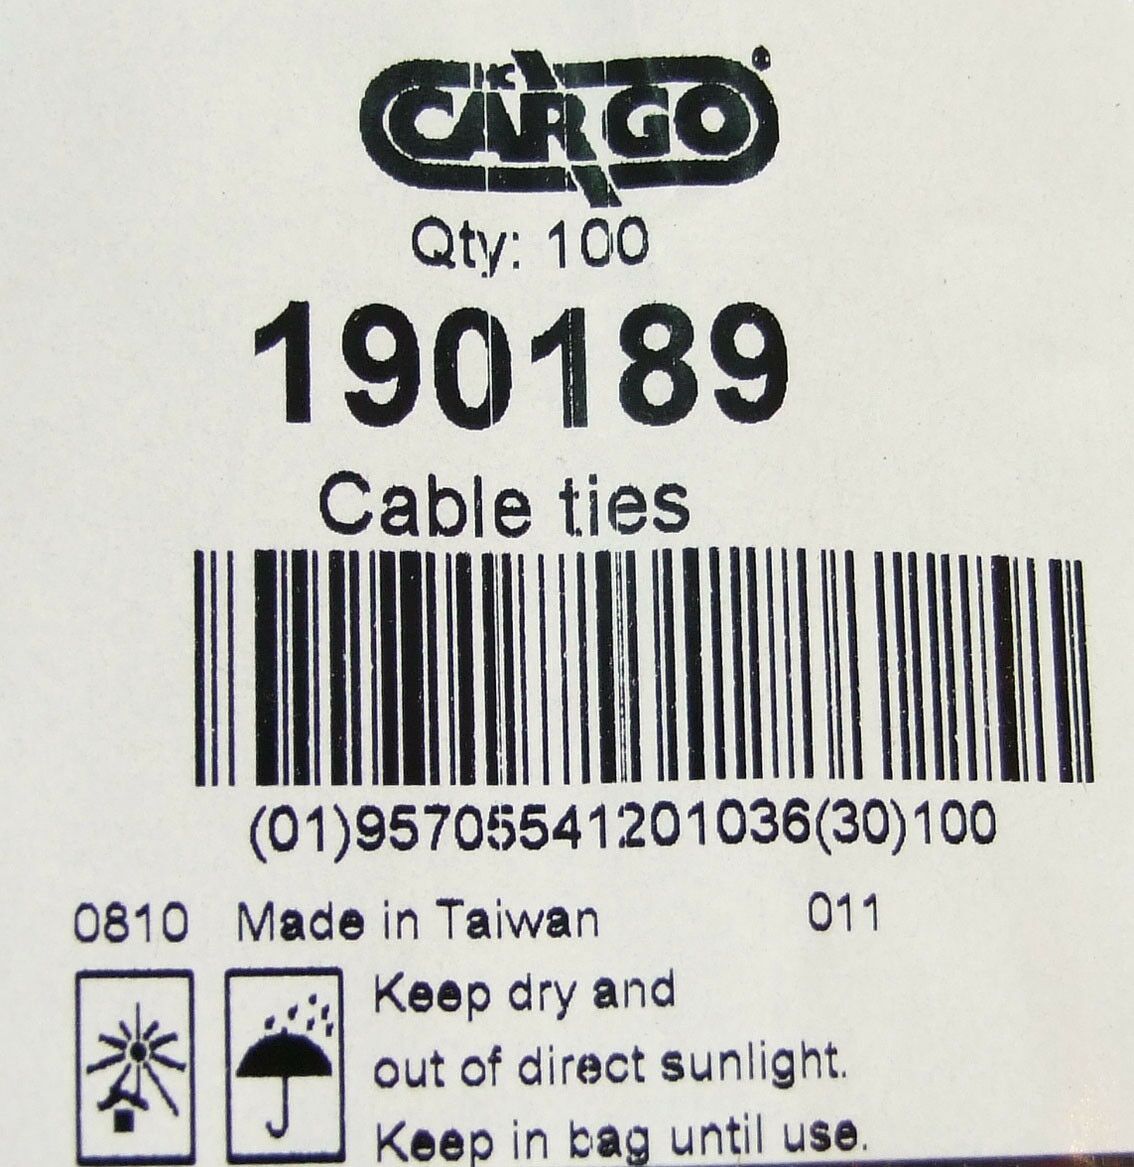 HC
CARGO®
Qty: 100
190189
Cable ties
(01)95705541201036(30)100
0810 Made in Taiwan 011
Keep dry and
out of direct sunlight.
Keep in bag until use.